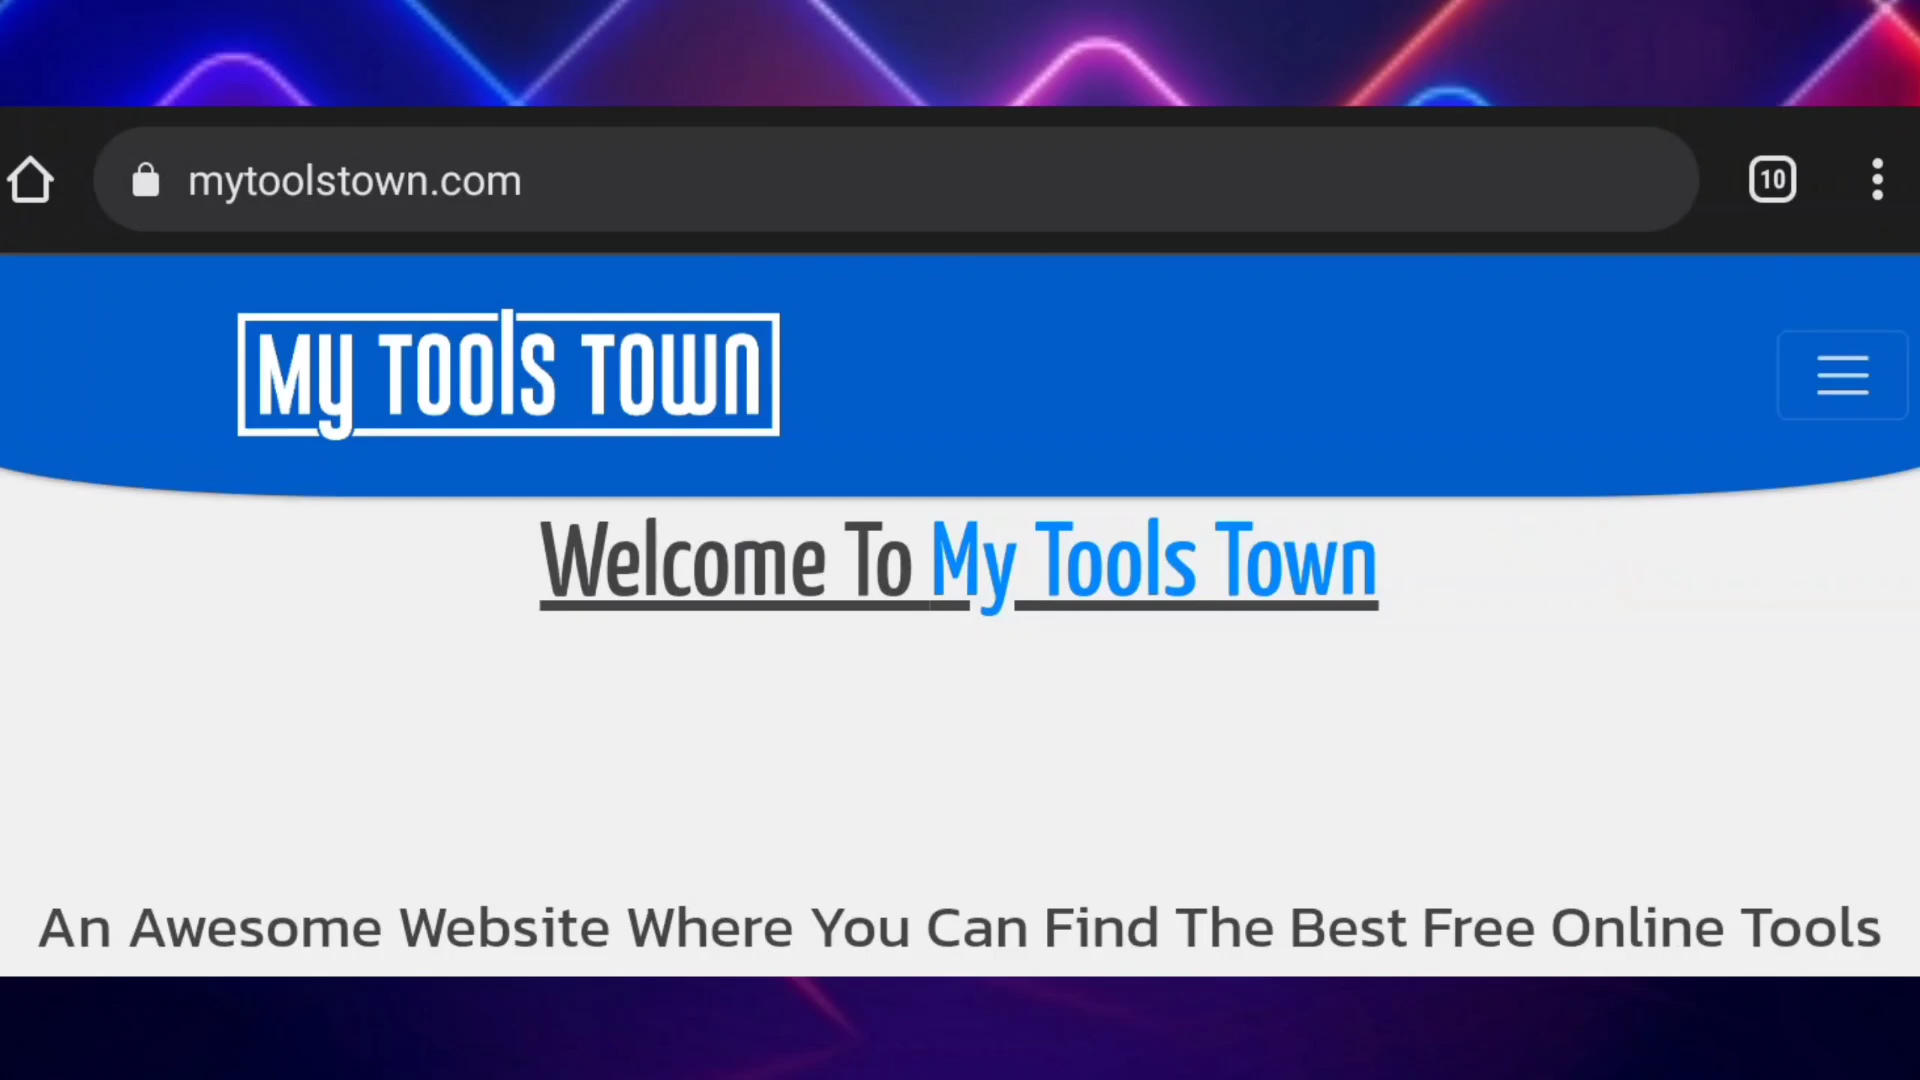 mytoolstown.com
10
My Tools Town
Welcome To My Tools Town
An Awesome Website Where You Can Find The Best Free Online Tools